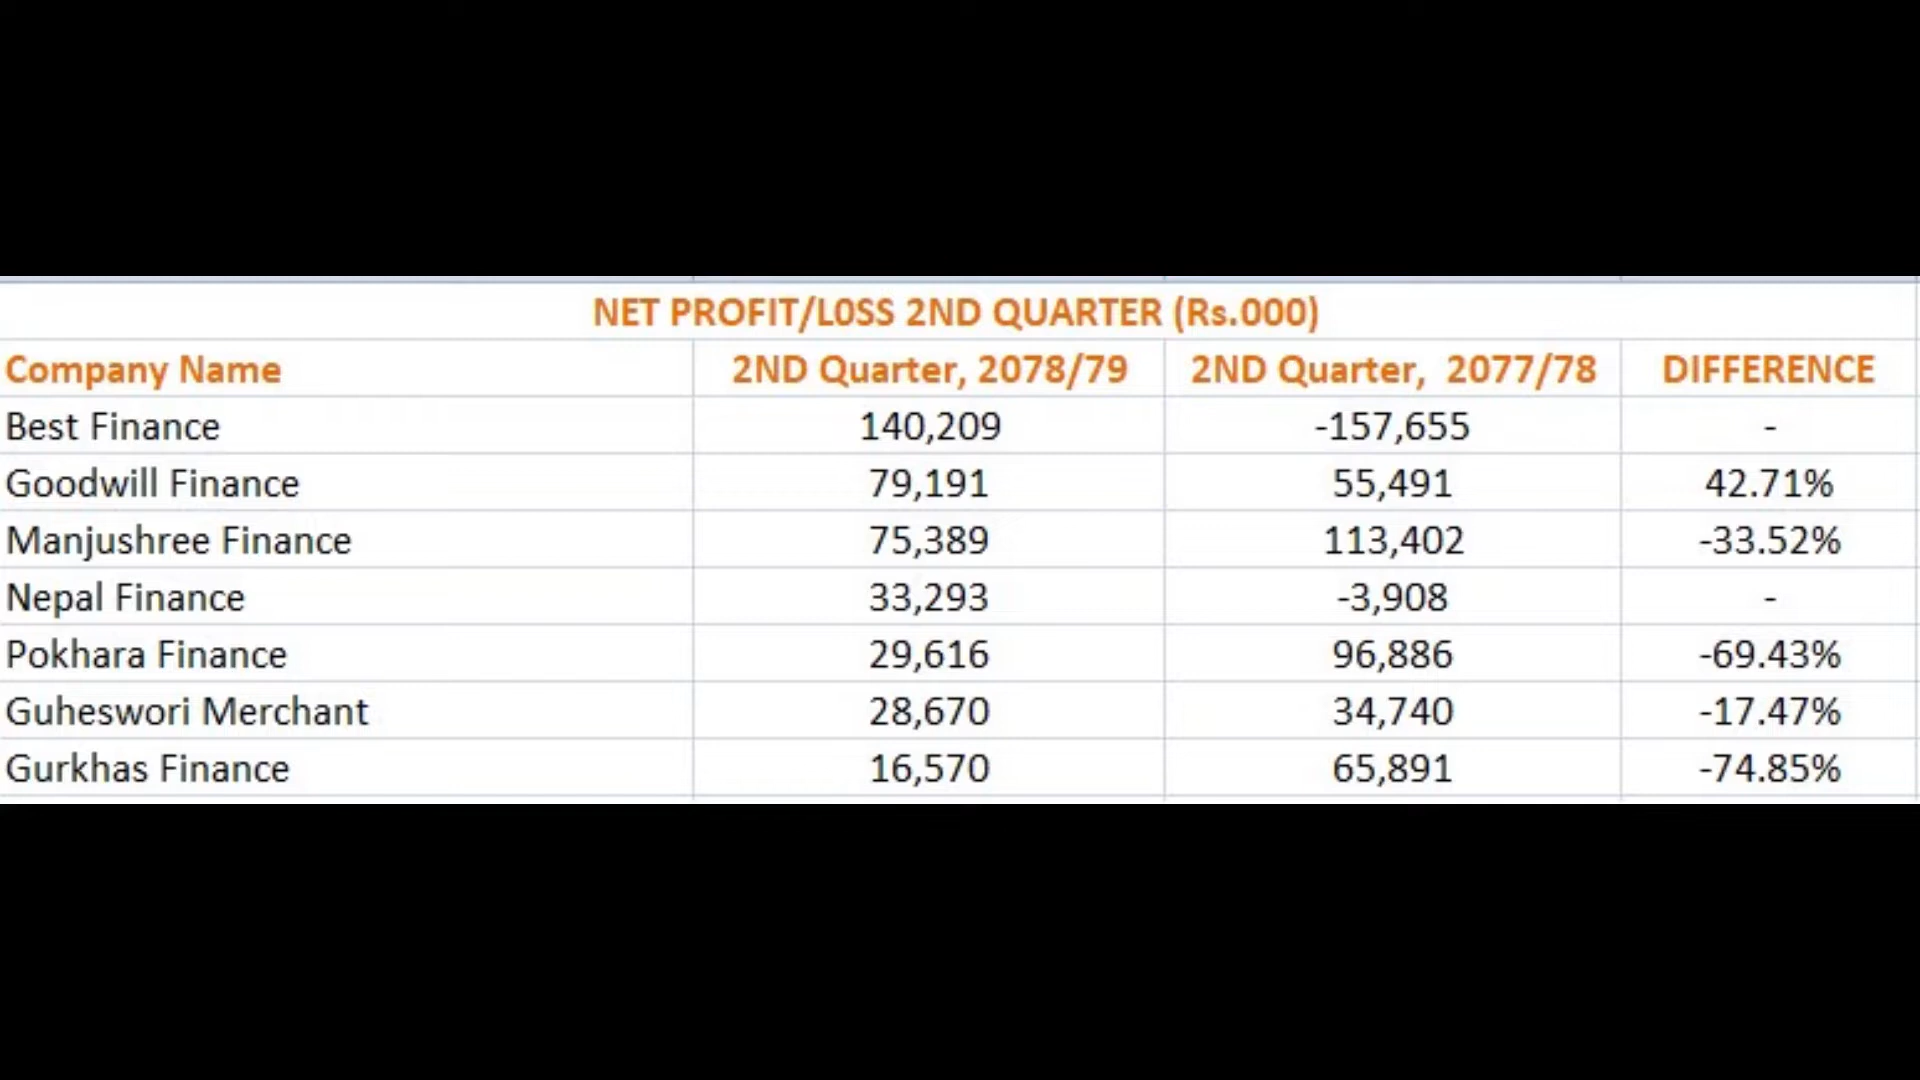 NET PROFIT/L0SS 2ND QUARTER (Rs.000)
Company Name 2ND Quarter, 2078/79 2ND Quarter, 2077/78 DIFFERENCE
Best Finance 140,209 -157,655 -
Goodwill Finance 79,191 55,491 42.71%
Manjushree Finance 75,389 113,402 -33.52%
Nepal Finance 33,293 -3,908 -
Pokhara Finance 29,616 96,886 -69.43%
Guheswori Merchant 28,670 34,740 -17.47%
Gurkhas Finance 16,570 65,891 -74.85%